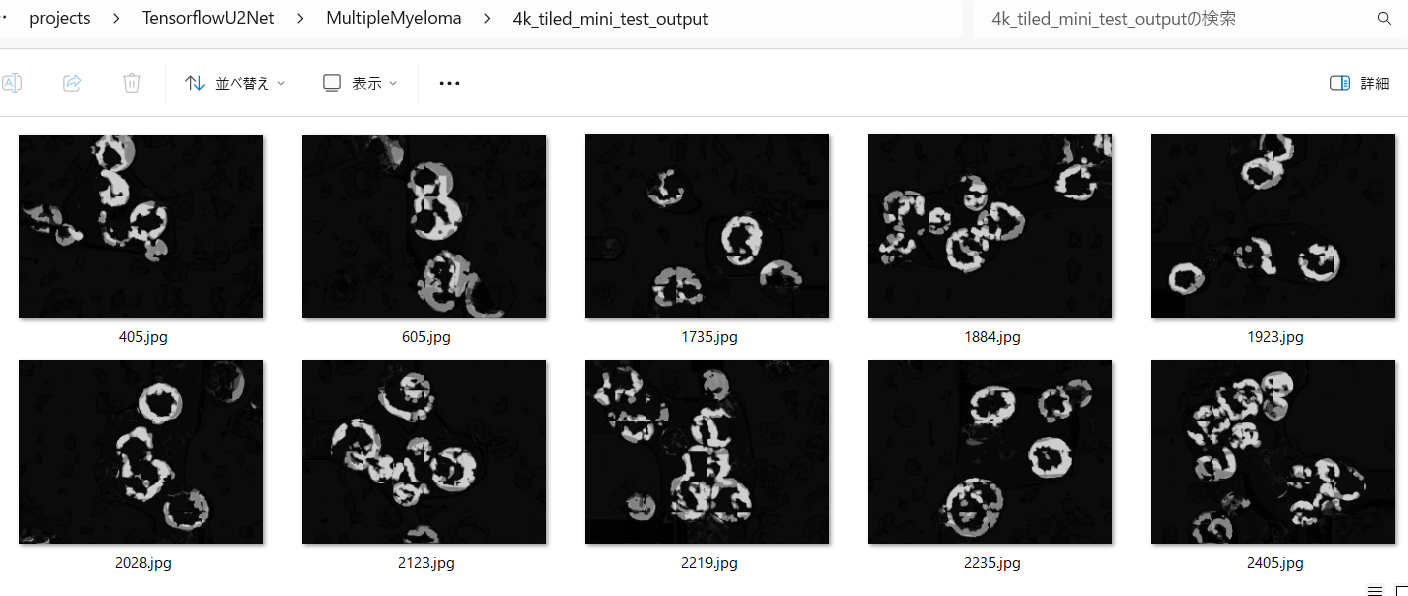 projects > TensorflowU2Net > MultipleMyeloma > 4k_tiled_mini_test_output
4k_tiled_mini_test_outputの検索
並べ替え 表示 詳細
405.jpg 605.jpg 1735.jpg 1884.jpg 1923.jpg
2028.jpg 2123.jpg 2219.jpg 2235.jpg 2405.jpg